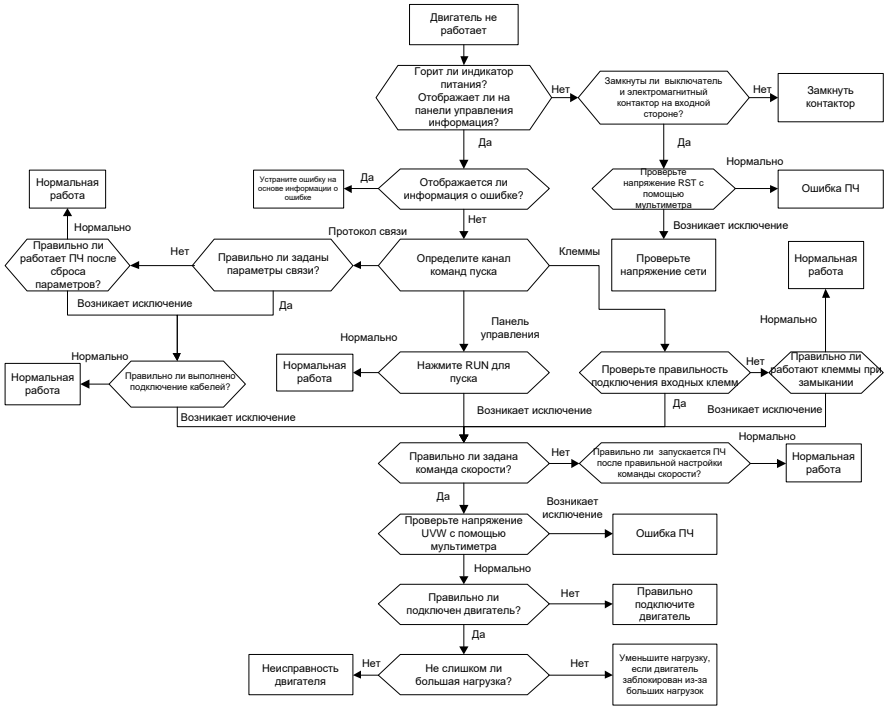 Двигатель не
работает
Горит ли индикатор
питания?
Отображает ли на
панели управления
информация?
Нет
Замкнуты ли выключатель
и электромагнитный
контактор на входной
стороне?
Нет
Замкнуть
контактор
Да
Да
Устраните ошибку на
основе информации о
ошибке
Да
Отображается ли
информация о ошибке?
Проверьте
напряжение RST с
помощью
мультиметра
Нормально
Ошибка ПЧ
Нормальная
работа
Нормально
Нет
Возникает исключение
Проверьте
напряжение сети
Протокол связи
Клеммы
Правильно ли
работает ПЧ после
сброса
параметров?
Нет
Правильно ли заданы
параметры связи?
Определите канал
команд пуска
Нормальная
работа
Возникает исключение
Да
Панель
управления
Нормально
Нормально
Нормальная
работа
Правильно ли выполнено
подключение кабелей?
Нормально
Нормальная
работа
Нажмите RUN для
пуска
Проверьте правильность
подключения входных клемм
Нет
Правильно ли
работают клеммы при
замыкании
Возникает исключение
Возникает исключение
Да
Возникает исключение
Правильно ли задана
команда скорости?
Нет
Правильно ли запускается ПЧ
после правильной настройки
команды скорости?
Нормально
Нормальная
работа
Да
Проверьте напряжение
UVW с помощью
мультиметра
Возникает
исключение
Ошибка ПЧ
Нормально
Правильно ли
подключен двигатель?
Нет
Правильно
подключите
двигатель
Да
Неисправность
двигателя
Нет
Не слишком ли
большая нагрузка?
Нет
Уменьшите нагрузку,
если двигатель
заблокирован из-за
больших нагрузок